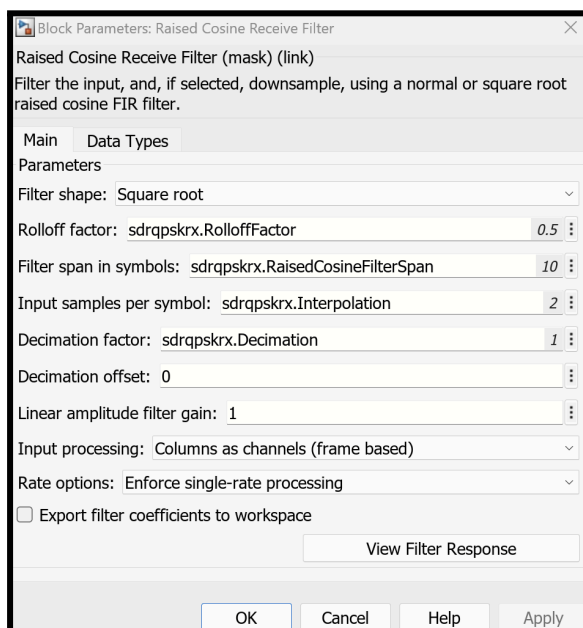 Block Parameters: Raised Cosine Receive Filter
Raised Cosine Receive Filter (mask) (link)
Filter the input, and, if selected, downsample, using a normal or square root
raised cosine FIR filter.
Main Data Types
Parameters
Filter shape: Square root
Rolloff factor: sdrqpskrx.RolloffFactor 0.5
Filter span in symbols: sdrqpskrx.RaisedCosineFilterSpan 10
Input samples per symbol: sdrqpskrx.Interpolation 2
Decimation factor: sdrqpskrx.Decimation 1
Decimation offset: 0
Linear amplitude filter gain: 1
Input processing: Columns as channels (frame based)
Rate options: Enforce single-rate processing
Export filter coefficients to workspace
View Filter Response
OK Cancel Help Apply